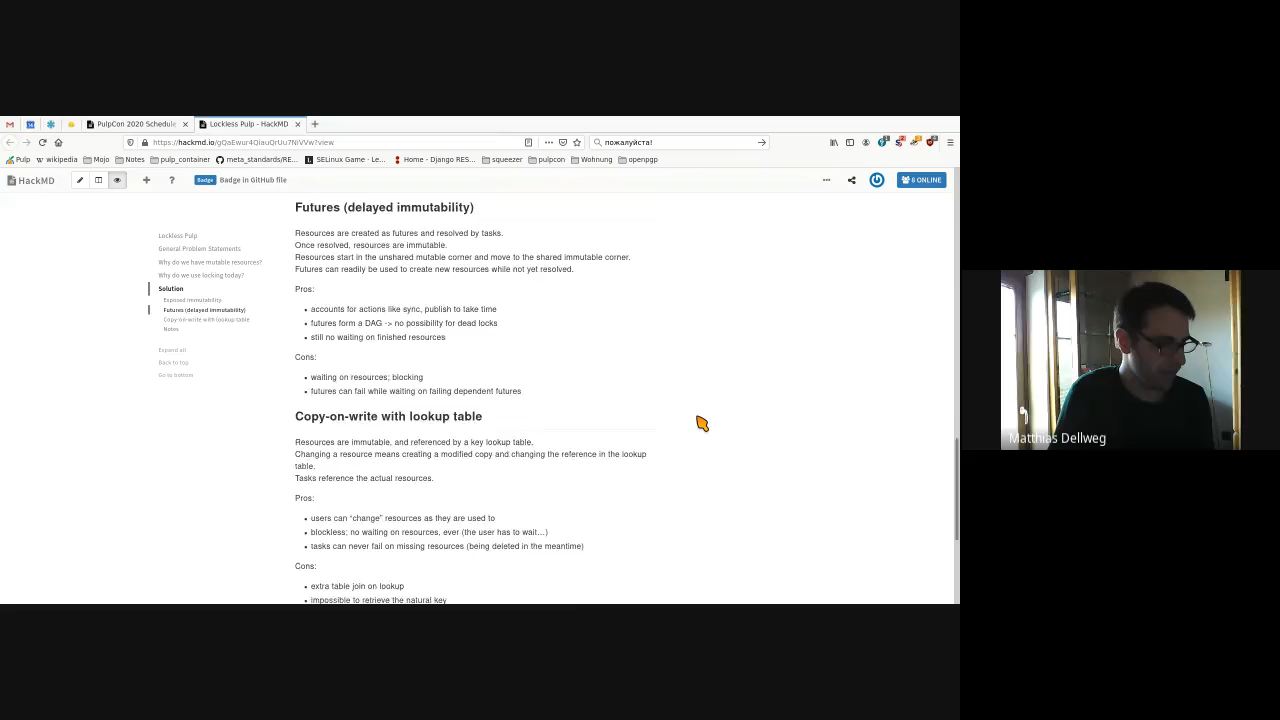 PulpCon 2020 Schedule
Lockless Pulp - HackMD
https://hackmd.io/gQaEwur4QiauQrUu7NiVVw?view
пожалуйста!
Pulp
wikipedia
Mojo
Notes
pulp_container
meta_standards/RE...
SELinux Game - Le...
Home - Django RES...
squeezer
pulpcon
Wohnung
openpgp
HackMD
Badge
Badge in GitHub file
6 ONLINE
Lockless Pulp
General Problem Statements
Why do we have mutable resources?
Why do we use locking today?
Solution
Exposed immutability
Futures (delayed immutability)
Copy-on-write with lookup table
Notes
Expand all
Back to top
Go to bottom
Futures (delayed immutability)
Resources are created as futures and resolved by tasks.
Once resolved, resources are immutable.
Resources start in the unshared mutable corner and move to the shared immutable corner.
Futures can readily be used to create new resources while not yet resolved.
Pros:
• accounts for actions like sync, publish to take time
• futures form a DAG -> no possibility for dead locks
• still no waiting on finished resources
Cons:
• waiting on resources; blocking
• futures can fail while waiting on failing dependent futures
Copy-on-write with lookup table
Resources are immutable, and referenced by a key lookup table.
Changing a resource means creating a modified copy and changing the reference in the lookup
table.
Tasks reference the actual resources.
Pros:
• users can "change" resources as they are used to
• blockless; no waiting on resources, ever (the user has to wait…)
• tasks can never fail on missing resources (being deleted in the meantime)
Cons:
• extra table join on lookup
• impossible to retrieve the natural key
Matthias Dellweg